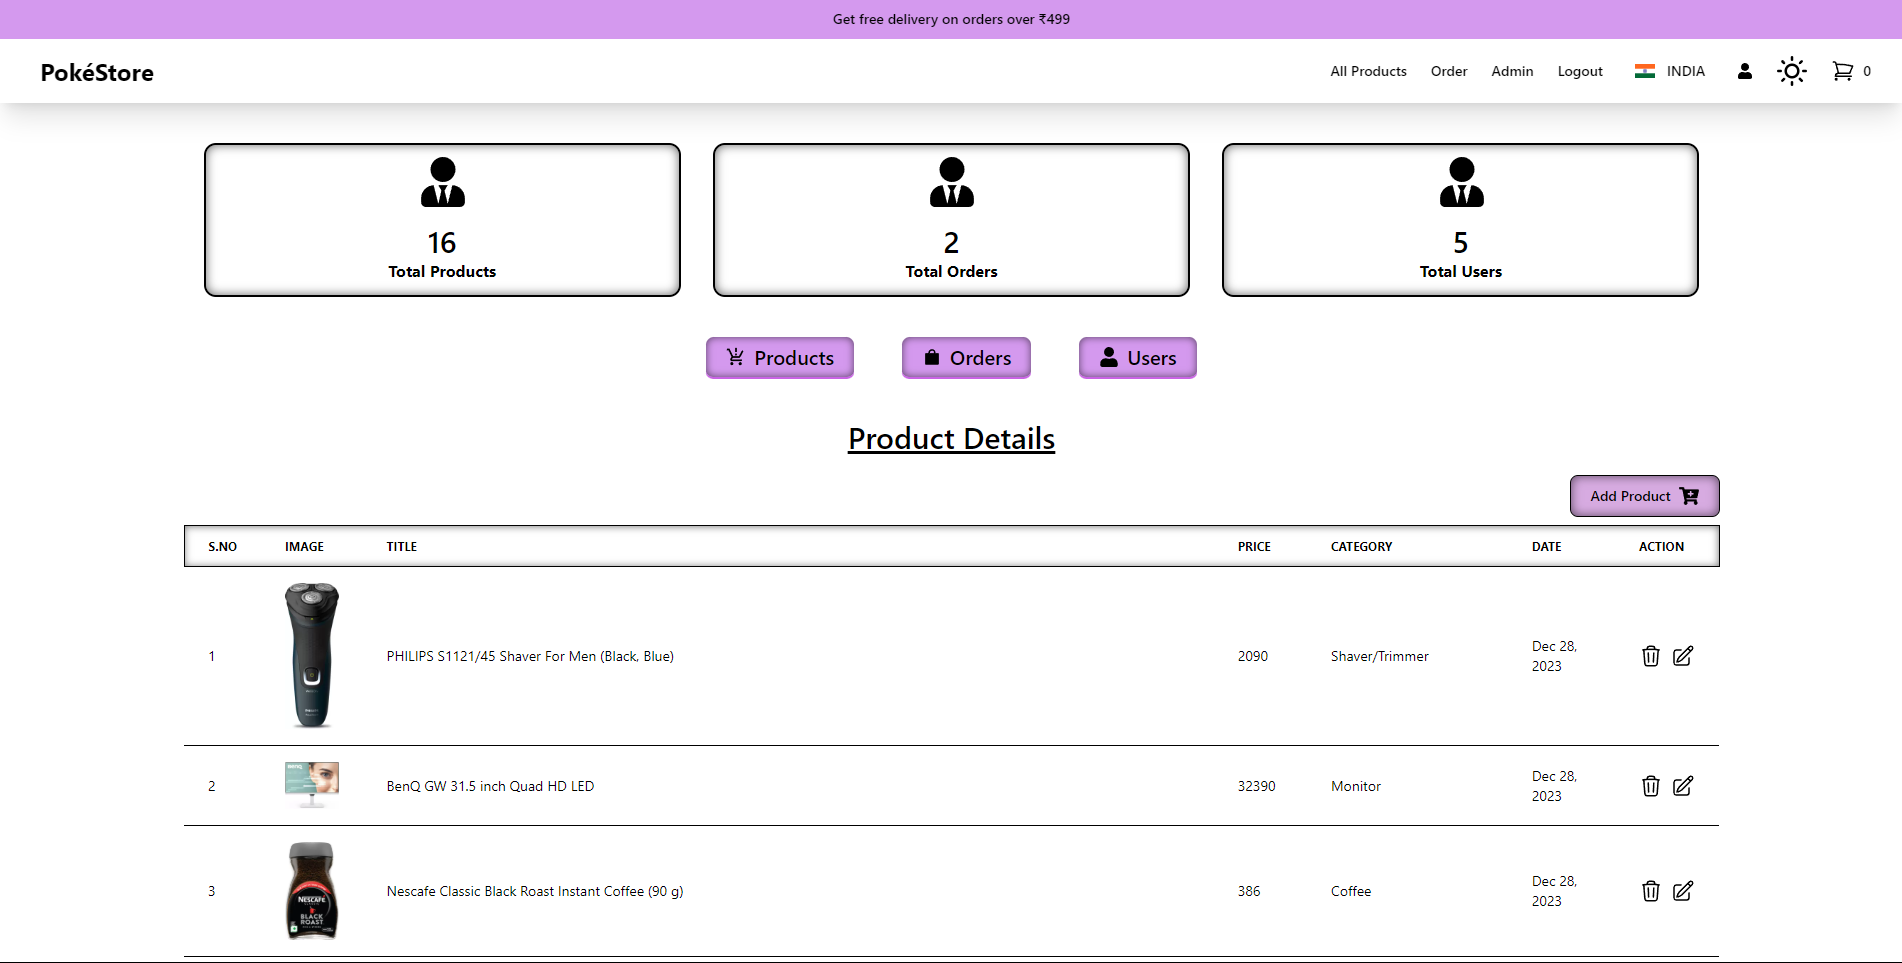 Get free delivery on orders over ₹499
PokéStore
All Products Order Admin Logout INDIA 0
16 2 5
Total Products Total Orders Total Users
Products Orders Users
Product Details
Add Product
S.NO IMAGE TITLE PRICE CATEGORY DATE ACTION
1 PHILIPS S1121/45 Shaver For Men (Black, Blue) 2090 Shaver/Trimmer Dec 28,
2023
2 BenQ GW 31.5 inch Quad HD LED 32390 Monitor Dec 28,
2023
NESCAFÉ
BLACK
ROAST
3 Nescafe Classic Black Roast Instant Coffee (90 g) 386 Coffee Dec 28,
2023